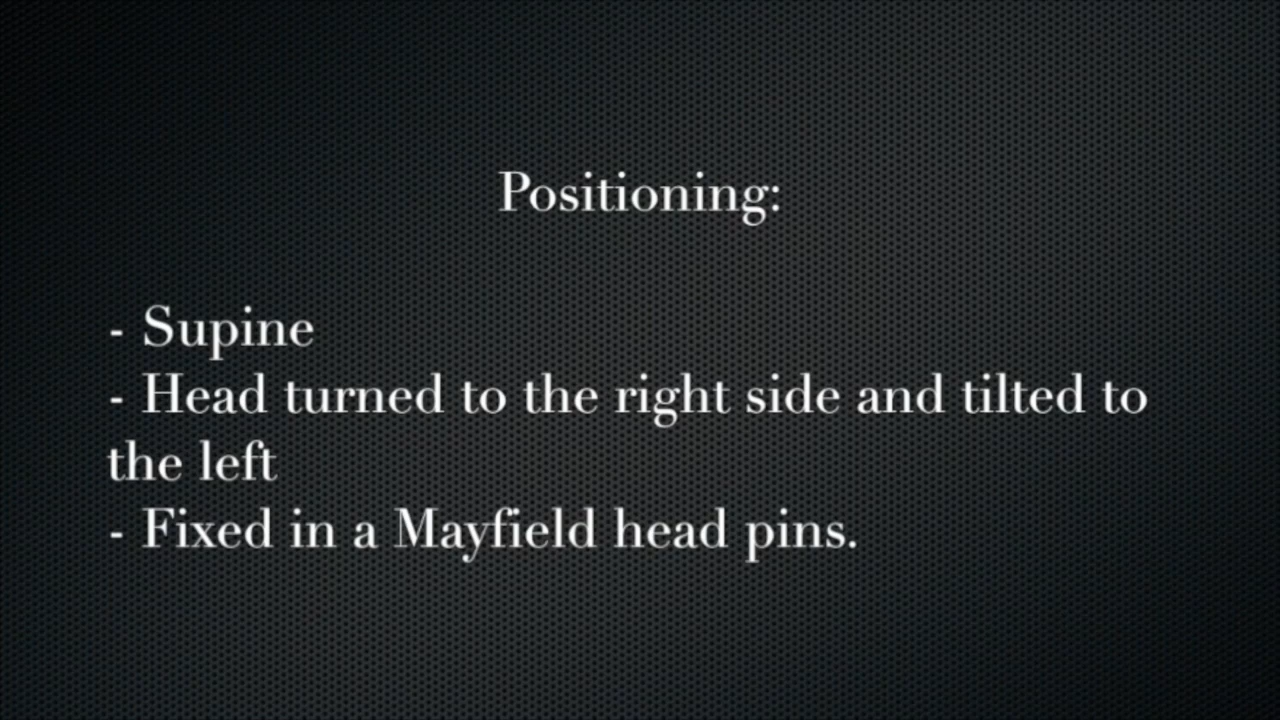 Positioning:
- Supine
- Head turned to the right side and tilted to
the left
- Fixed in a Mayfield head pins.